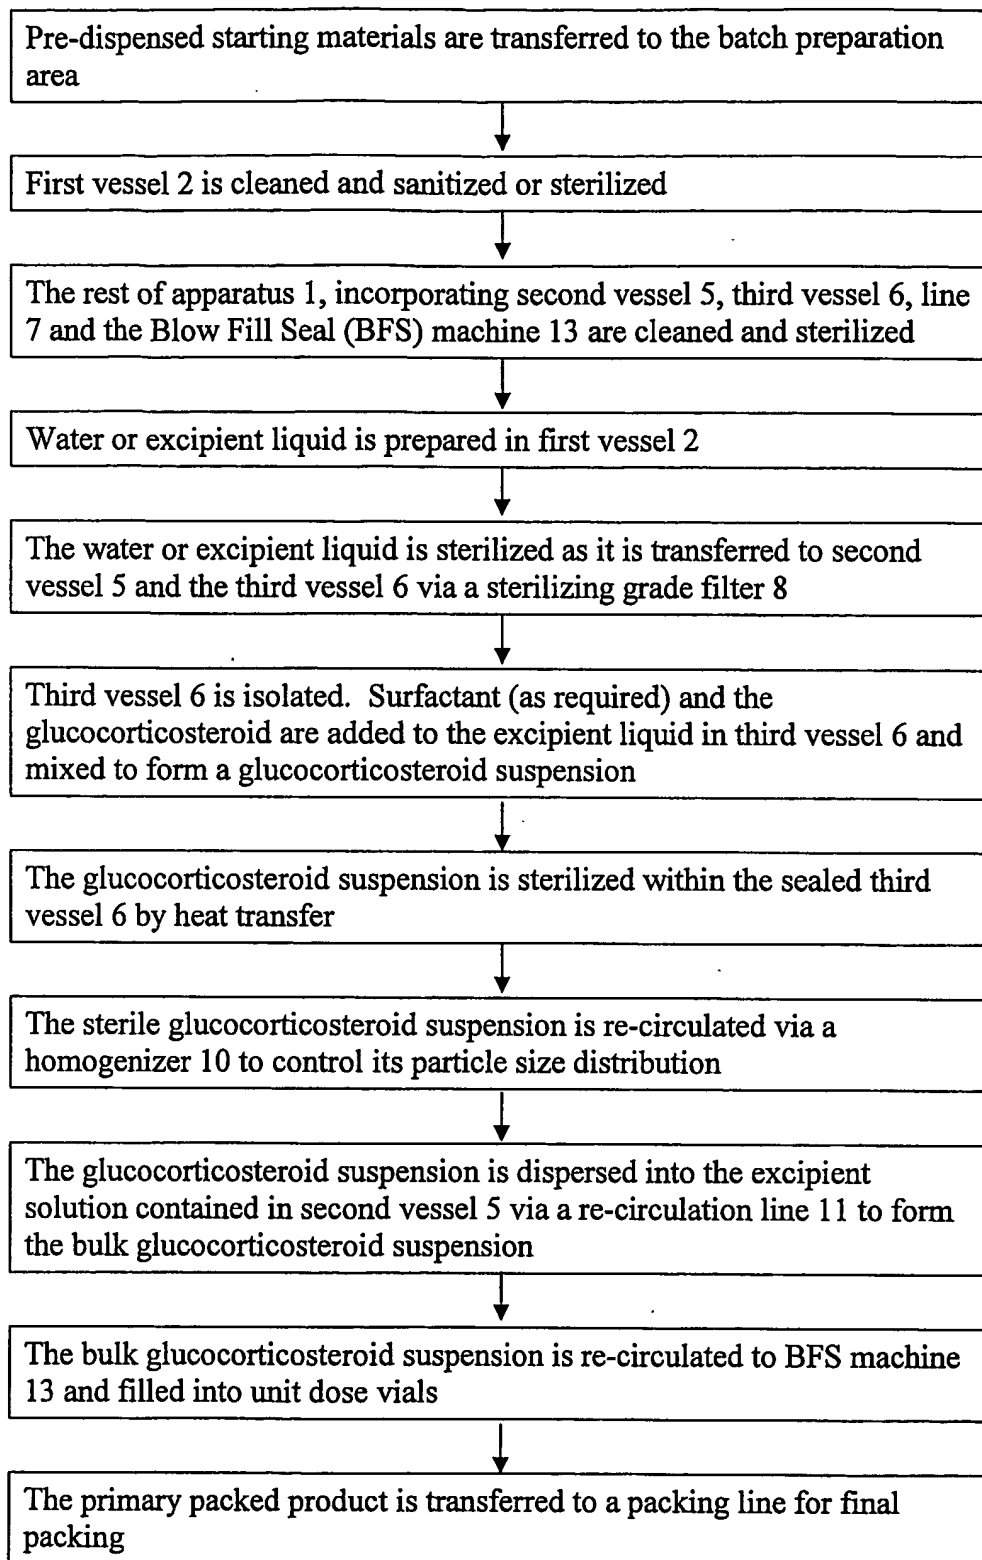 Pre-dispensed starting materials are transferred to the batch preparation
area
First vessel 2 is cleaned and sanitized or sterilized
The rest of apparatus 1, incorporating second vessel 5, third vessel 6, line
7 and the Blow Fill Seal (BFS) machine 13 are cleaned and sterilized
Water or excipient liquid is prepared in first vessel 2
The water or excipient liquid is sterilized as it is transferred to second
vessel 5 and the third vessel 6 via a sterilizing grade filter 8
Third vessel 6 is isolated. Surfactant (as required) and the
glucocorticosteroid are added to the excipient liquid in third vessel 6 and
mixed to form a glucocorticosteroid suspension
The glucocorticosteroid suspension is sterilized within the sealed third
vessel 6 by heat transfer
The sterile glucocorticosteroid suspension is re-circulated via a
homogenizer 10 to control its particle size distribution
The glucocorticosteroid suspension is dispersed into the excipient
solution contained in second vessel 5 via a re-circulation line 11 to form
the bulk glucocorticosteroid suspension
The bulk glucocorticosteroid suspension is re-circulated to BFS machine
13 and filled into unit dose vials
The primary packed product is transferred to a packing line for final
packing